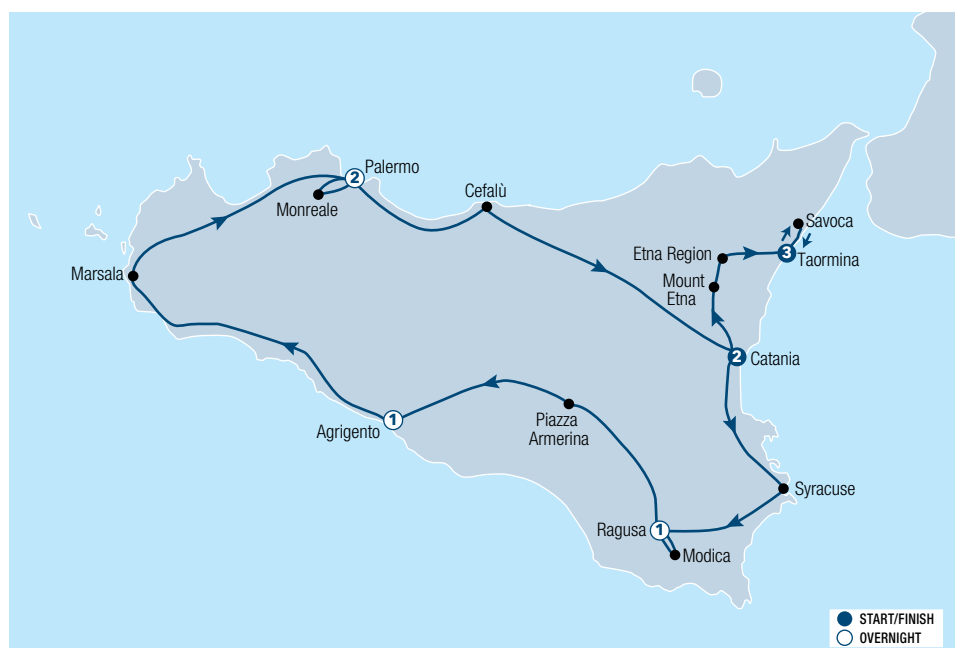 Palermo
2
Monreale
Cefalù
Savoca
Etna Region
3
Taormina
Marsala
Mount
Etna
2
Catania
Piazza
Armerina
1
Agrigento
Syracuse
Ragusa
1
Modica
START/FINISH
OVERNIGHT